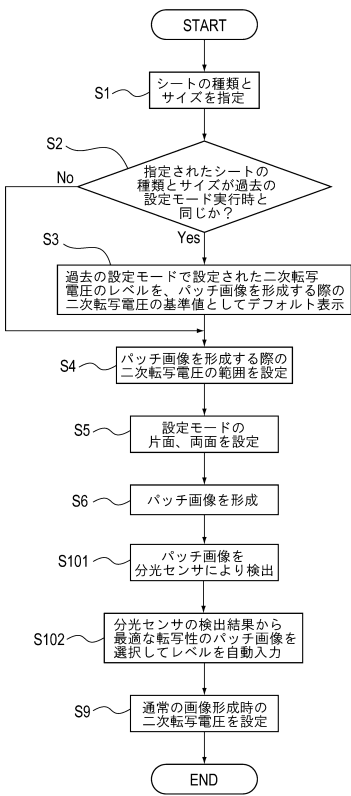 START
S1
シートの種類と
サイズを指定
S2
指定されたシートの
種類とサイズが過去の
設定モード実行時と
同じか？
No
Yes
S3
過去の設定モードで設定された二次転写
電圧のレベルを、パッチ画像を形成する際の
二次転写電圧の基準値としてデフォルト表示
S4
パッチ画像を形成する際の
二次転写電圧の範囲を設定
S5
設定モードの
片面、両面を設定
S6
パッチ画像を形成
S101
パッチ画像を
分光センサにより検出
S102
分光センサの検出結果から
最適な転写性のパッチ画像を
選択してレベルを自動入力
S9
通常の画像形成時の
二次転写電圧を設定
END